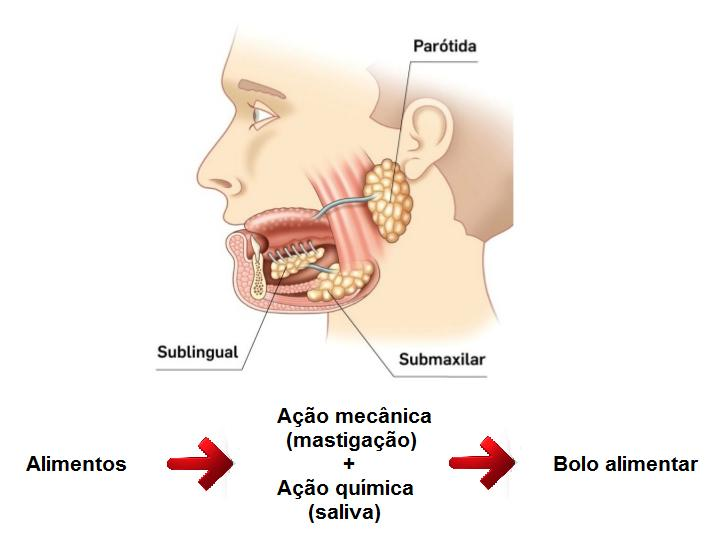 Parótida
Sublingual
Submaxilar
Ação mecânica
(mastigação)
Alimentos
+
Bolo alimentar
Ação química
(saliva)